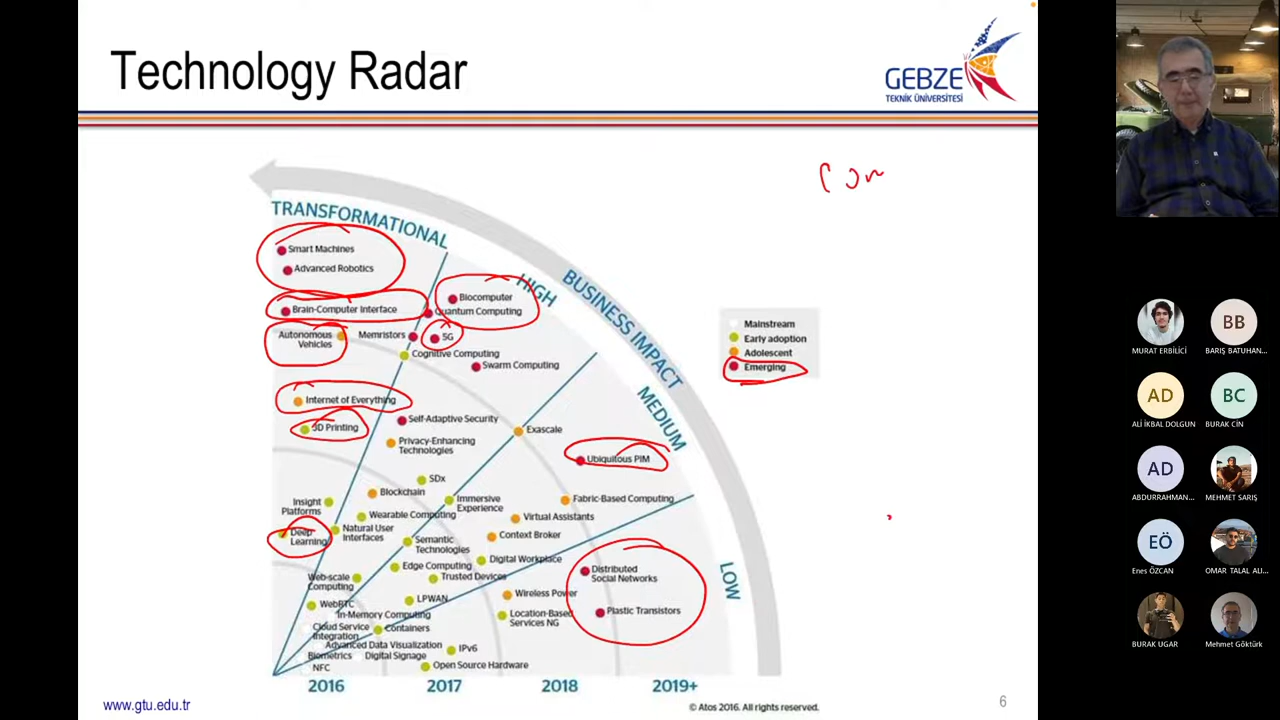 Technology Radar
GEBZE
TEKNİK ÜNİVERSİTESİ
TRANSFORMATIONAL
HIGH
BUSINESS IMPACT
MEDIUM
LOW
Smart Machines
Advanced Robotics
Brain-Computer Interface
Autonomous
Vehicles
Internet of Everything
3D Printing
Insight
Platforms
Deep
Learning
Biocomputer
Quantum Computing
Memristors
5G
Cognitive Computing
Swarm Computing
Self-Adaptive Security
Privacy-Enhancing
Technologies
SDx
Blockchain
Wearable Computing
Natural User
Interfaces
Web-scale
Computing
WebRTC
Exascale
Ubiquitous PIM
Immersive
Experience
Fabric-Based Computing
Virtual Assistants
Context Broker
Semantic
Technologies
Edge Computing
Digital Workplace
Trusted Devices
LPWAN
In-Memory Computing
Cloud Service
Integration
Containers
Distributed
Social Networks
Wireless Power
Plastic Transistors
Location-Based
Services NG
Advanced Data Visualization
IPv6
Biometrics
Digital Signage
NFC
Open Source Hardware
2016
2017
2018
2019+
Mainstream
Early adoption
Adolescent
Emerging
© Atos 2016. All rights reserved.
www.gtu.edu.tr
6
MURAT ERBİLİCİ
BB
BARIŞ BATUHAN...
AD
ALİ İKBAL DOLGUN
BC
BURAK CİN
AD
ABDURRAHMAN...
MEHMET SARIŞ
EÖ
Enes ÖZCAN
OMAR TALAL ALI...
BURAK UGAR
Mehmet Göktürk